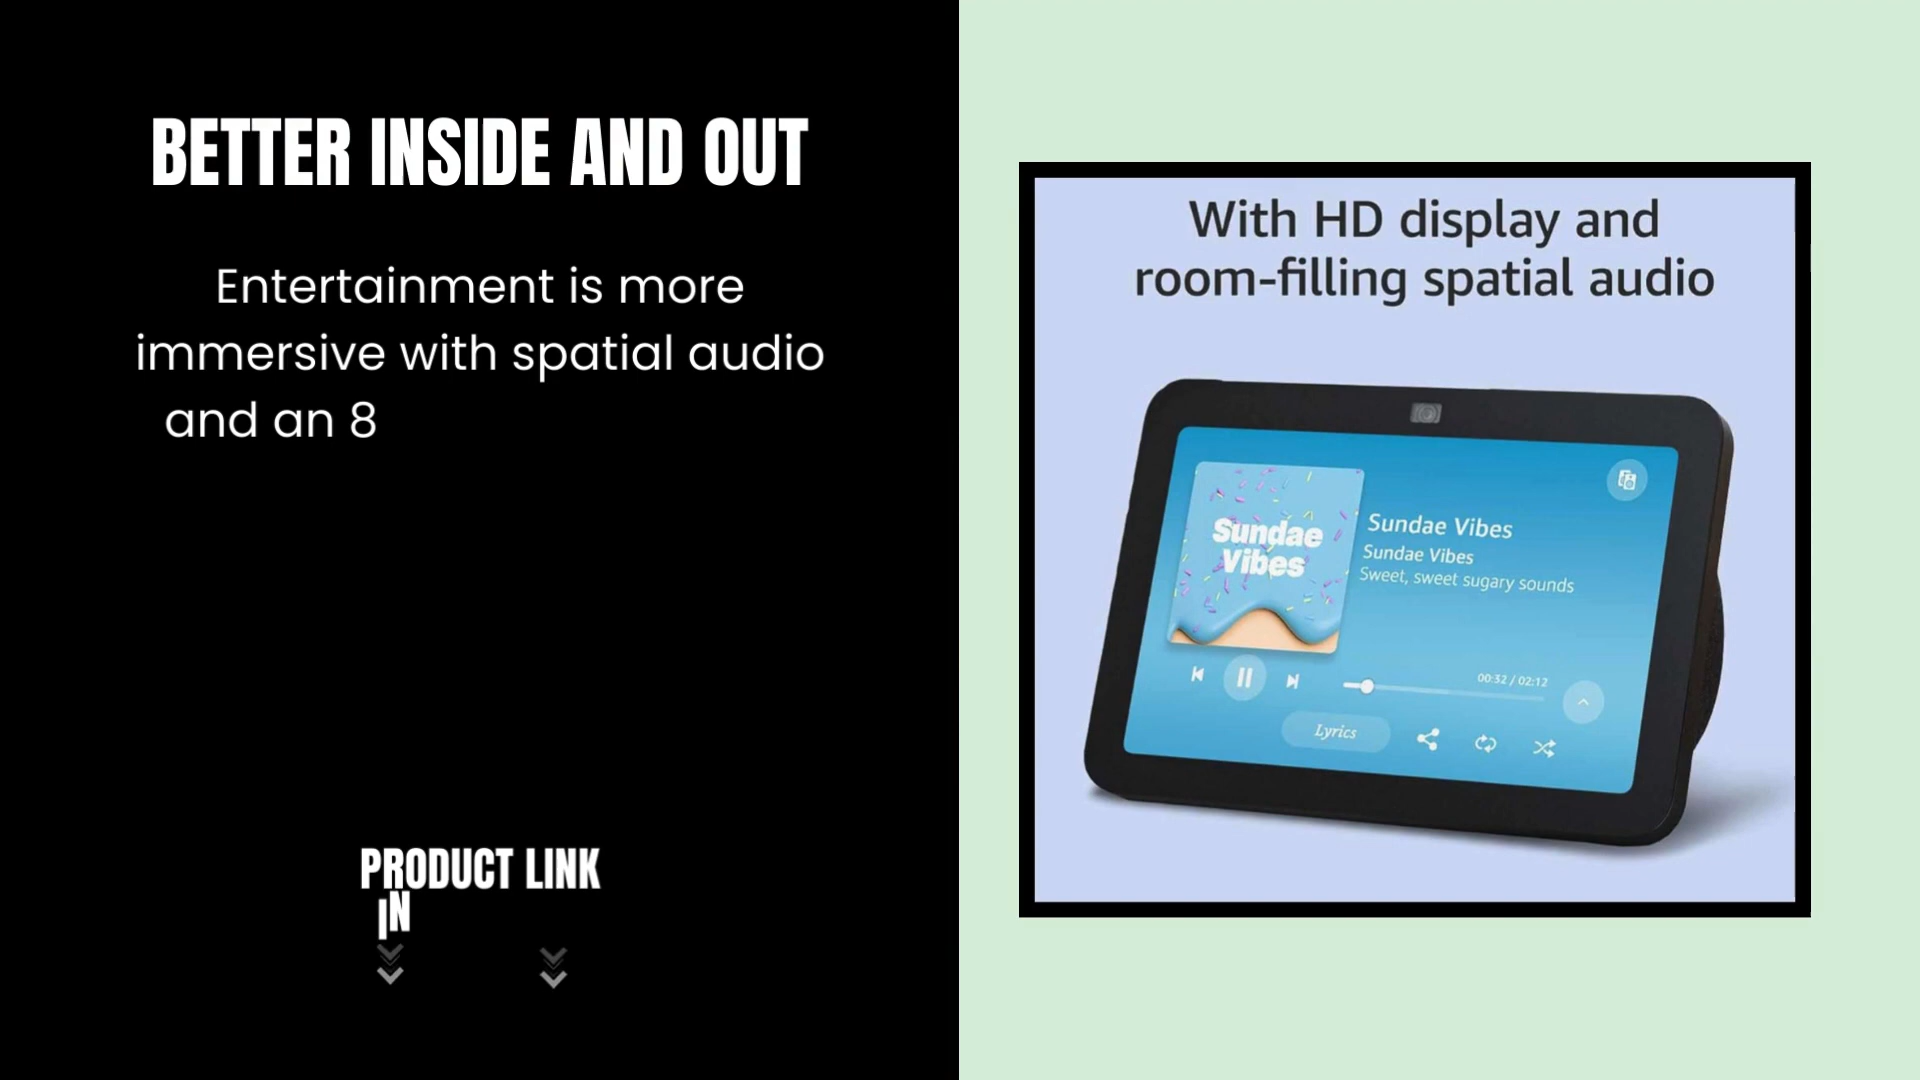 BETTER INSIDE AND OUT
Entertainment is more
immersive with spatial audio
and an 8
PRODUCT LINK
IN
With HD display and
room-filling spatial audio
Sundae
Vibes
Sundae Vibes
Sundae Vibes
Sweet, sweet sugary sounds
00:32 / 02:12
Lyrics